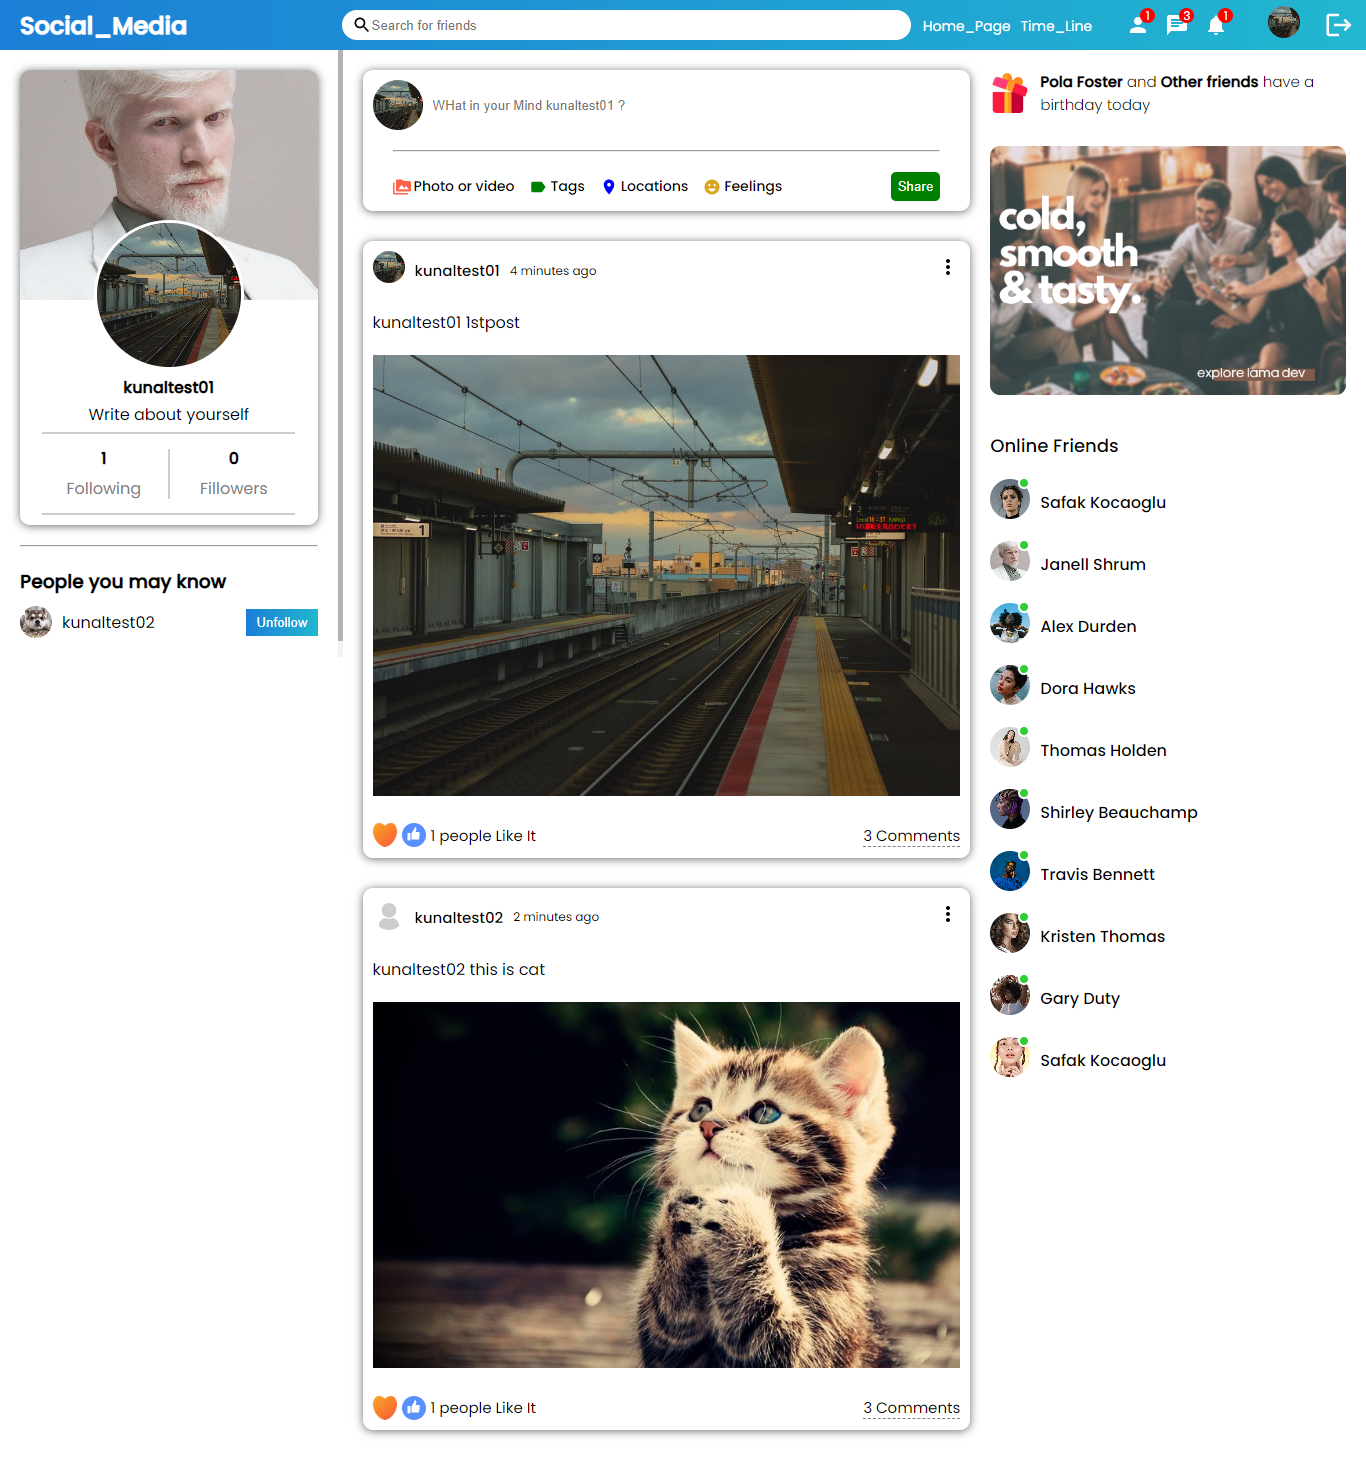 Social_Media
Search for friends
Home_Page
Time_Line
1
3
1
kunaltest01
Write about yourself
1
Following
0
Fillowers
People you may know
kunaltest02
Unfollow
WHat in your Mind kunaltest01 ?
Photo or video
Tags
Locations
Feelings
Share
kunaltest01 4 minutes ago
kunaltest01 1stpost
1
2
Local 16:37
1 people Like It
3 Comments
kunaltest02 2 minutes ago
kunaltest02 this is cat
1 people Like It
3 Comments
Pola Foster and Other friends have a
birthday today
cold,
smooth
& tasty.
explore lama dev
Online Friends
Safak Kocaoglu
Janell Shrum
Alex Durden
Dora Hawks
Thomas Holden
Shirley Beauchamp
Travis Bennett
Kristen Thomas
Gary Duty
Safak Kocaoglu